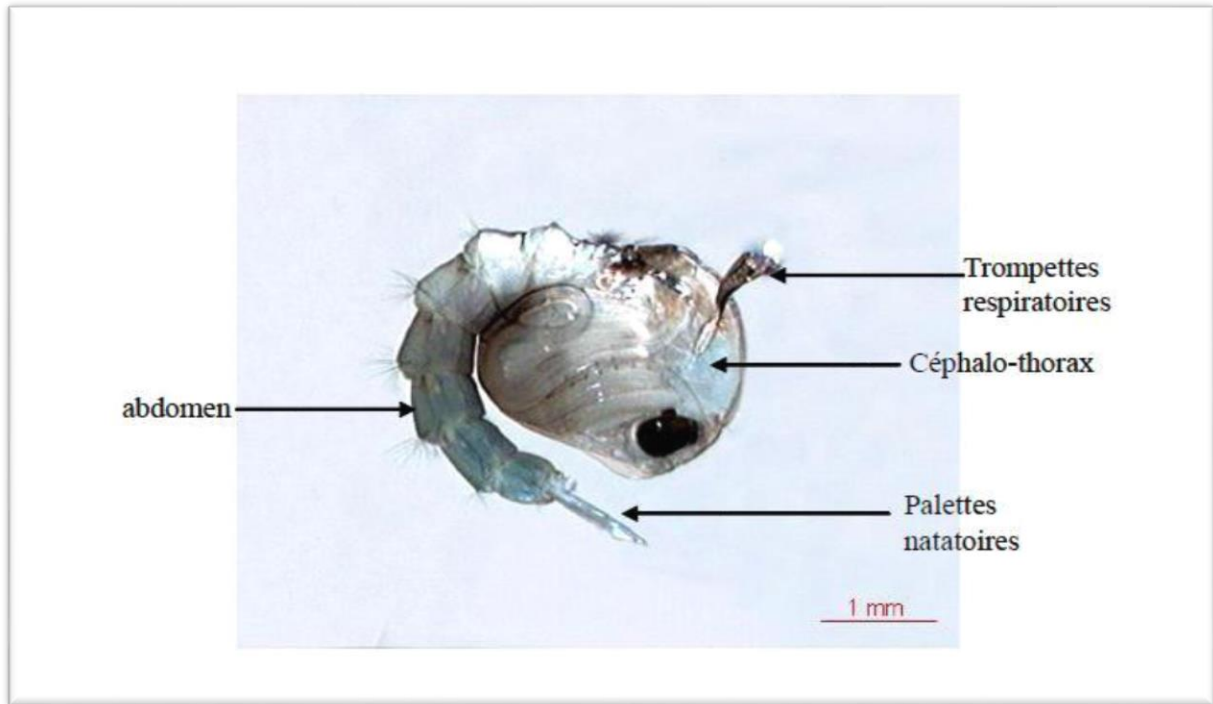 Trompettes
respiratoires
Céphalo-thorax
abdomen
Palettes
natatoires
1 mm